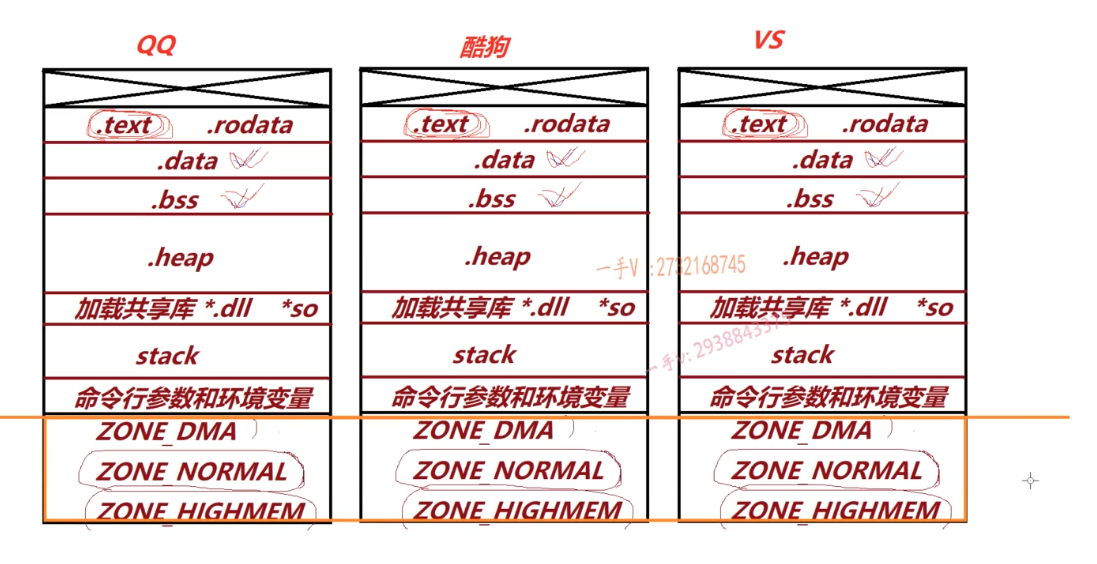 QQ 酷狗 VS
.text .rodata .text .rodata .text .rodata
.data .data .data
.bss .bss .bss
.heap .heap .heap
一手V :2732168745
加载共享库 *.dll *so 加载共享库 *.dll *so 加载共享库 *.dll *so
stack stack stack
一手v: 293884337
命令行参数和环境变量 命令行参数和环境变量 命令行参数和环境变量
ZONE_DMA ZONE_DMA ZONE_DMA
ZONE_NORMAL ZONE_NORMAL ZONE_NORMAL
ZONE_HIGHMEM ZONE_HIGHMEM ZONE_HIGHMEM